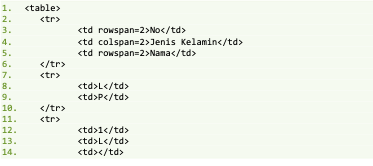 1. <table>
2. <tr>
3. <td rowspan=2>No</td>
4. <td colspan=2>Jenis Kelamin</td>
5. <td rowspan=2>Nama</td>
6. </tr>
7. <tr>
8. <td>L</td>
9. <td>P</td>
10. </tr>
11. <tr>
12. <td>1</td>
13. <td>L</td>
14. <td></td>